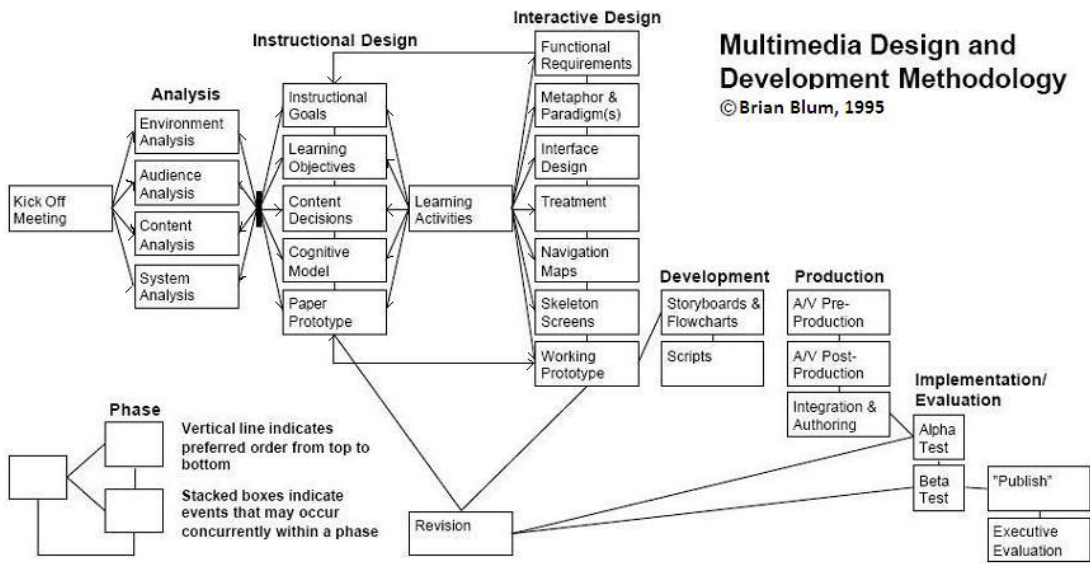 Multimedia Design and
Development Methodology
© Brian Blum, 1995
Kick Off
Meeting
Analysis
Environment
Analysis
Audience
Analysis
Content
Analysis
System
Analysis
Instructional Design
Instructional
Goals
Learning
Objectives
Content
Decisions
Cognitive
Model
Paper
Prototype
Learning
Activities
Interactive Design
Functional
Requirements
Metaphor &
Paradigm(s)
Interface
Design
Treatment
Navigation
Maps
Skeleton
Screens
Working
Prototype
Development
Storyboards &
Flowcharts
Scripts
Production
A/V Pre-
Production
A/V Post-
Production
Integration &
Authoring
Implementation/
Evaluation
Alpha
Test
Beta
Test
"Publish"
Executive
Evaluation
Revision
Phase
Vertical line indicates
preferred order from top to
bottom
Stacked boxes indicate
events that may occur
concurrently within a phase